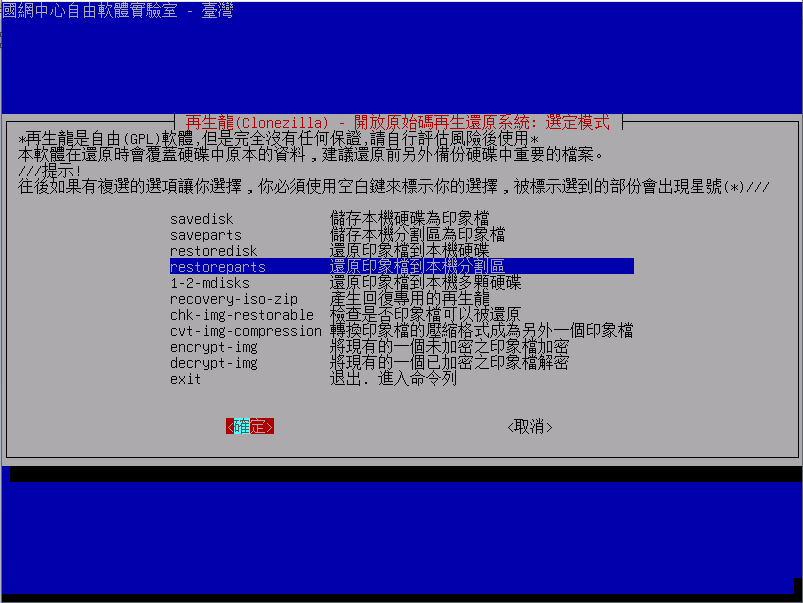 國網中心自由軟體實驗室 - 臺灣
再生龍(Clonezilla) - 開放原始碼再生還原系統: 選定模式
*再生龍是自由(GPL)軟體,但是完全沒有任何保證,請自行評估風險後使用*
本軟體在還原時會覆蓋硬碟中原本的資料,建議還原前另外備份硬碟中重要的檔案。
///提示!
往後如果有複選的選項讓你選擇,你必須使用空白鍵來標示你的選擇,被標示選到的部份會出現星號(*)///
savedisk 儲存本機硬碟為印象檔
saveparts 儲存本機分割區為印象檔
restoredisk 還原印象檔到本機硬碟
restoreparts 還原印象檔到本機分割區
1-2-mdisks 還原印象檔到本機多顆硬碟
recovery-iso-zip 產生回復專用的再生龍
chk-img-restorable 檢查是否印象檔可以被還原
cvt-img-compression 轉換印象檔的壓縮格式成為另外一個印象檔
encrypt-img 將現有的一個未加密之印象檔加密
decrypt-img 將現有的一個已加密之印象檔解密
exit 退出. 進入命令列
<確定> <取消>